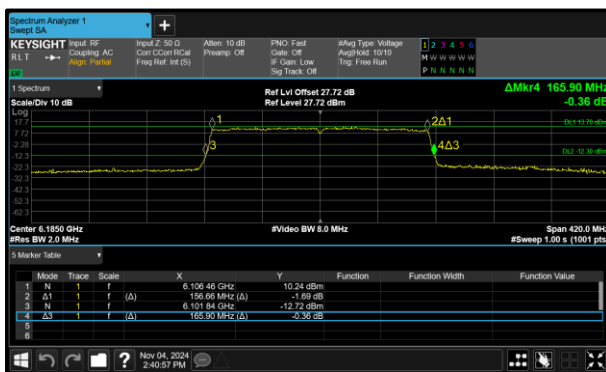 Spectrum Analyzer 1
Swept SA
+
KEYSIGHT Input: RF Input Z: 50 Ω Atten: 10 dB PNO: Fast #Avg Type: Voltage 1 2 3 4 5 6
RLT Coupling: AC Corr CCorr RCal Preamp: Off Gate: Off Avg|Hold: 10/10 M W W W W W
Align: Partial Freq Ref: Int (S) IF Gain: Low Trig: Free Run
Sig Track: Off P N N N N N
1 Spectrum
Ref Lvl Offset 27.72 dB ΔMkr4 165.90 MHz
Scale/Div 10 dB Ref Level 27.72 dBm -0.36 dB
Log
17.7
7.72
-2.28
-12.3
-22.3
-32.3
-42.3
-52.3
-62.3
1
2Δ1
DL1 13.70 dBm
3
4Δ3
DL2 -12.30 dBm
Center 6.1850 GHz #Video BW 8.0 MHz Span 420.0 MHz
#Res BW 2.0 MHz #Sweep 1.00 s (1001 pts)
5 Marker Table
Mode Trace Scale X Y Function Function Width Function Value
1 N 1 f 6.106 46 GHz 10.24 dBm
2 Δ1 1 f (Δ) 156.66 MHz (Δ) -1.69 dB
3 N 1 f 6.101 84 GHz -12.72 dBm
4 Δ3 1 f (Δ) 165.90 MHz (Δ) -0.36 dB
5
6
?
Nov 04, 2024
2:40:57 PM